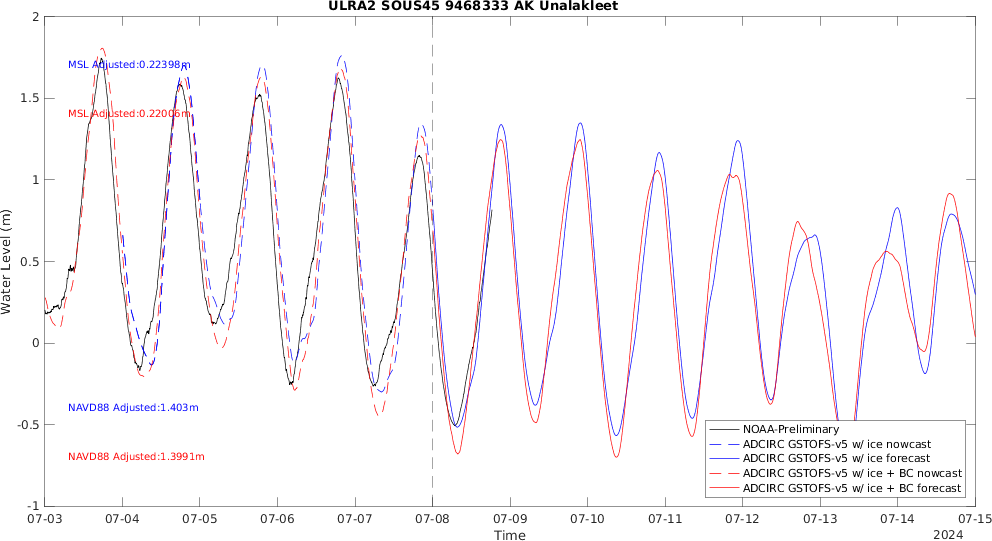 ULRA2 SOUS45 9468333 AK Unalakleet
2
1.5
1
0.5
0
-0.5
-1
Water Level (m)
MSL Adjusted:0.22398m
MSL Adjusted:0.22006m
NAVD88 Adjusted:1.403m
NAVD88 Adjusted:1.3991m
NOAA-Preliminary
ADCIRC GSTOFS-v5 w/ ice nowcast
ADCIRC GSTOFS-v5 w/ ice forecast
ADCIRC GSTOFS-v5 w/ ice + BC nowcast
ADCIRC GSTOFS-v5 w/ ice + BC forecast
07-03 07-04 07-05 07-06 07-07 07-08 07-09 07-10 07-11 07-12 07-13 07-14 07-15
Time
2024